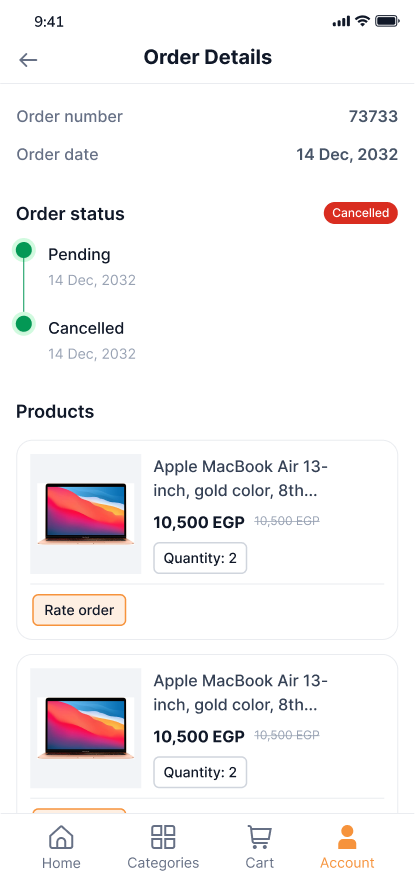 9:41
Order Details
Order number 73733
Order date 14 Dec, 2032
Order status Cancelled
Pending
14 Dec, 2032
Cancelled
14 Dec, 2032
Products
Apple MacBook Air 13-
inch, gold color, 8th...
10,500 EGP 10,500 EGP
Quantity: 2
Rate order
Apple MacBook Air 13-
inch, gold color, 8th...
10,500 EGP 10,500 EGP
Quantity: 2
Home Categories Cart Account